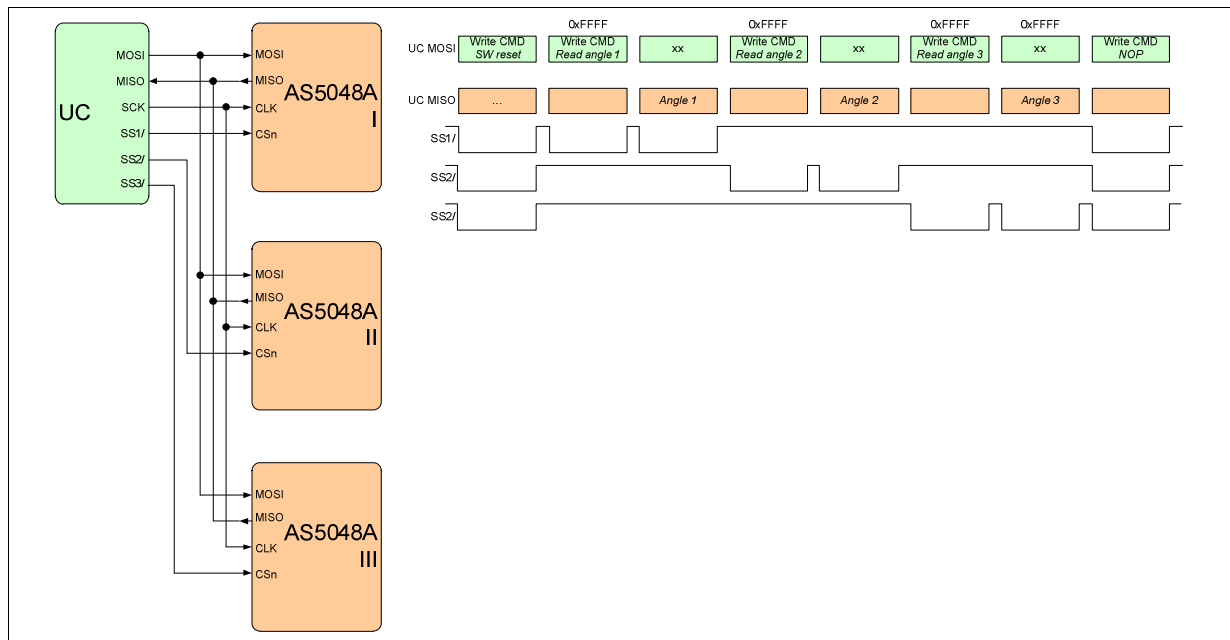 UC
MOSI
MISO
SCK
SS1/
SS2/
SS3/
MOSI
MISO
CLK
CSn
AS5048A
I
MOSI
MISO
CLK
CSn
AS5048A
II
MOSI
MISO
CLK
CSn
AS5048A
III
0xFFFF 0xFFFF 0xFFFF 0xFFFF
UC MOSI
Write CMD
SW reset
Write CMD
Read angle 1
xx
Write CMD
Read angle 2
xx
Write CMD
Read angle 3
xx
Write CMD
NOP
UC MISO
...
Angle 1
Angle 2
Angle 3
SS1/
SS2/
SS2/